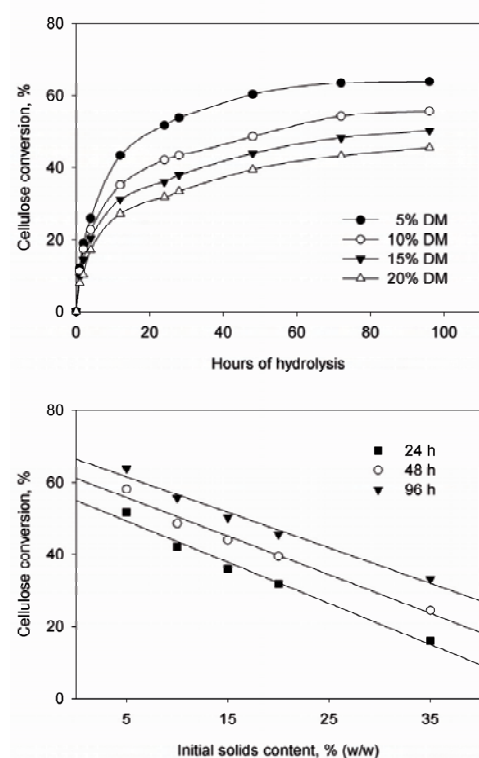 80
60
40
20
0
Cellulose conversion, %
5% DM
10% DM
15% DM
20% DM
0 20 40 60 80 100
Hours of hydrolysis
80
60
40
20
0
Cellulose conversion, %
24 h
48 h
96 h
5 15 25 35
Initial solids content, % (w/w)